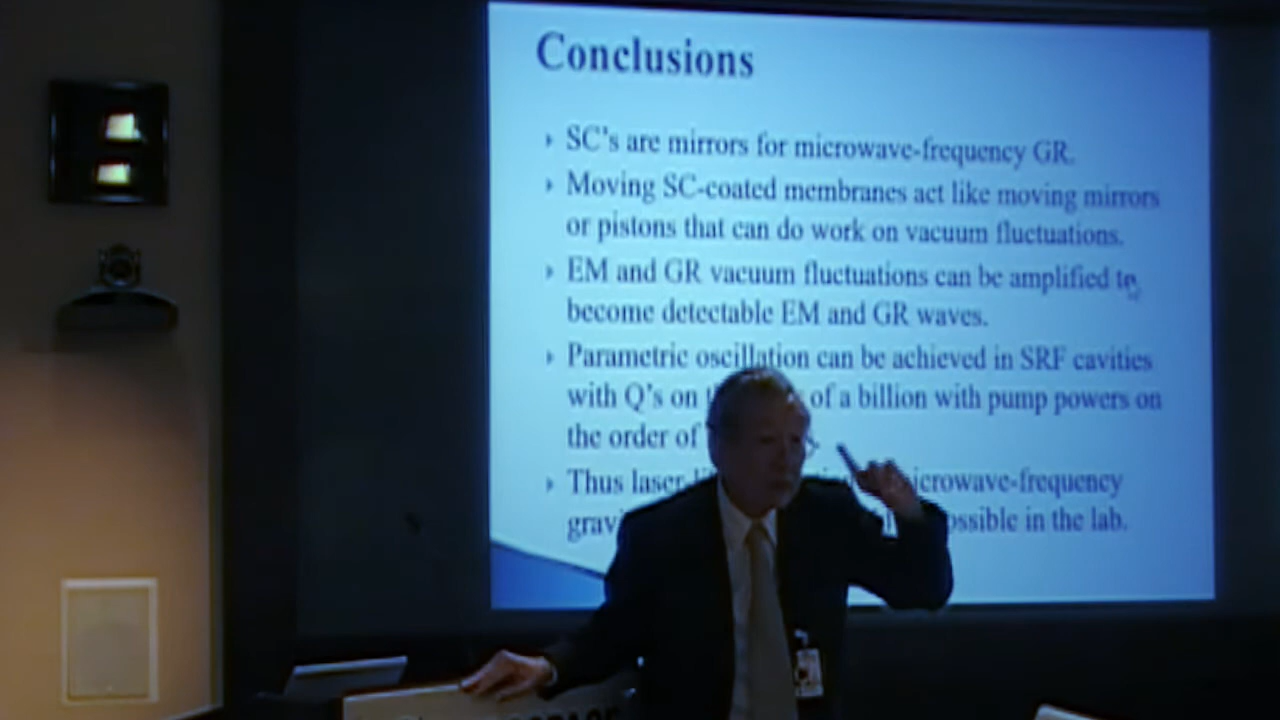 Conclusions
SC's are mirrors for microwave-frequency GR.
Moving SC-coated membranes act like moving mirrors
or pistons that can do work on vacuum fluctuations.
EM and GR vacuum fluctuations can be amplified to
become detectable EM and GR waves.
Parametric oscillation can be achieved in SRF cavities
with Q's on of a billion with pump powers on
the order of
Thus laser microwave-frequency
in the lab.